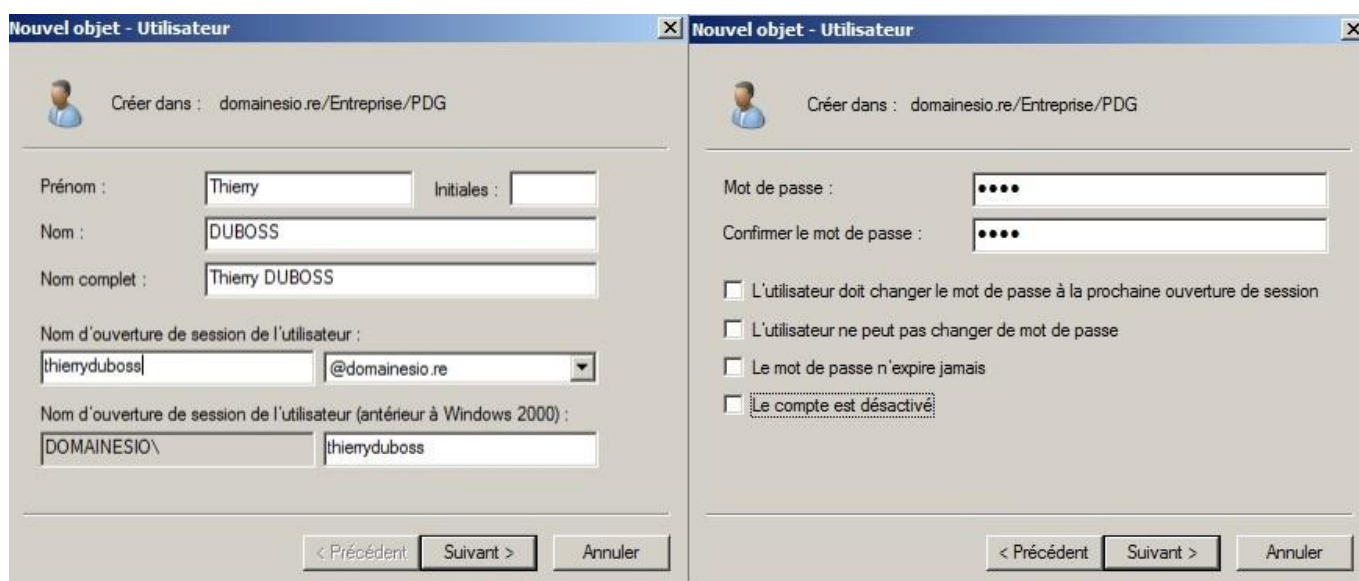 Nouvel objet - Utilisateur
Créer dans : domainesio.re/Entreprise/PDG
Prénom : Thierry Initiales :
Nom : DUBOSS
Nom complet : Thierry DUBOSS
Nom d'ouverture de session de l'utilisateur :
thierryduboss @domainesio.re
Nom d'ouverture de session de l'utilisateur (antérieur à Windows 2000) :
DOMAINESIO\ thierryduboss
< Précédent Suivant > Annuler
Nouvel objet - Utilisateur
Créer dans : domainesio.re/Entreprise/PDG
Mot de passe : ••••
Confirmer le mot de passe : ••••
L'utilisateur doit changer le mot de passe à la prochaine ouverture de session
L'utilisateur ne peut pas changer de mot de passe
Le mot de passe n'expire jamais
Le compte est désactivé
< Précédent Suivant > Annuler